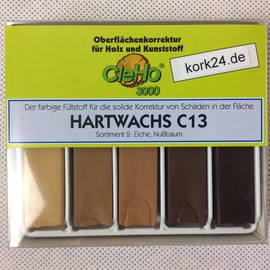 Oberflächenkorrektur
für Holz und Kunststoff
CleHo
3000
kork24.de
Der farbige Füllstoff für die solide Korrektur von Schäden in der Fläche
HARTWACHS C13
Sortiment 2: Eiche, Nußbaum